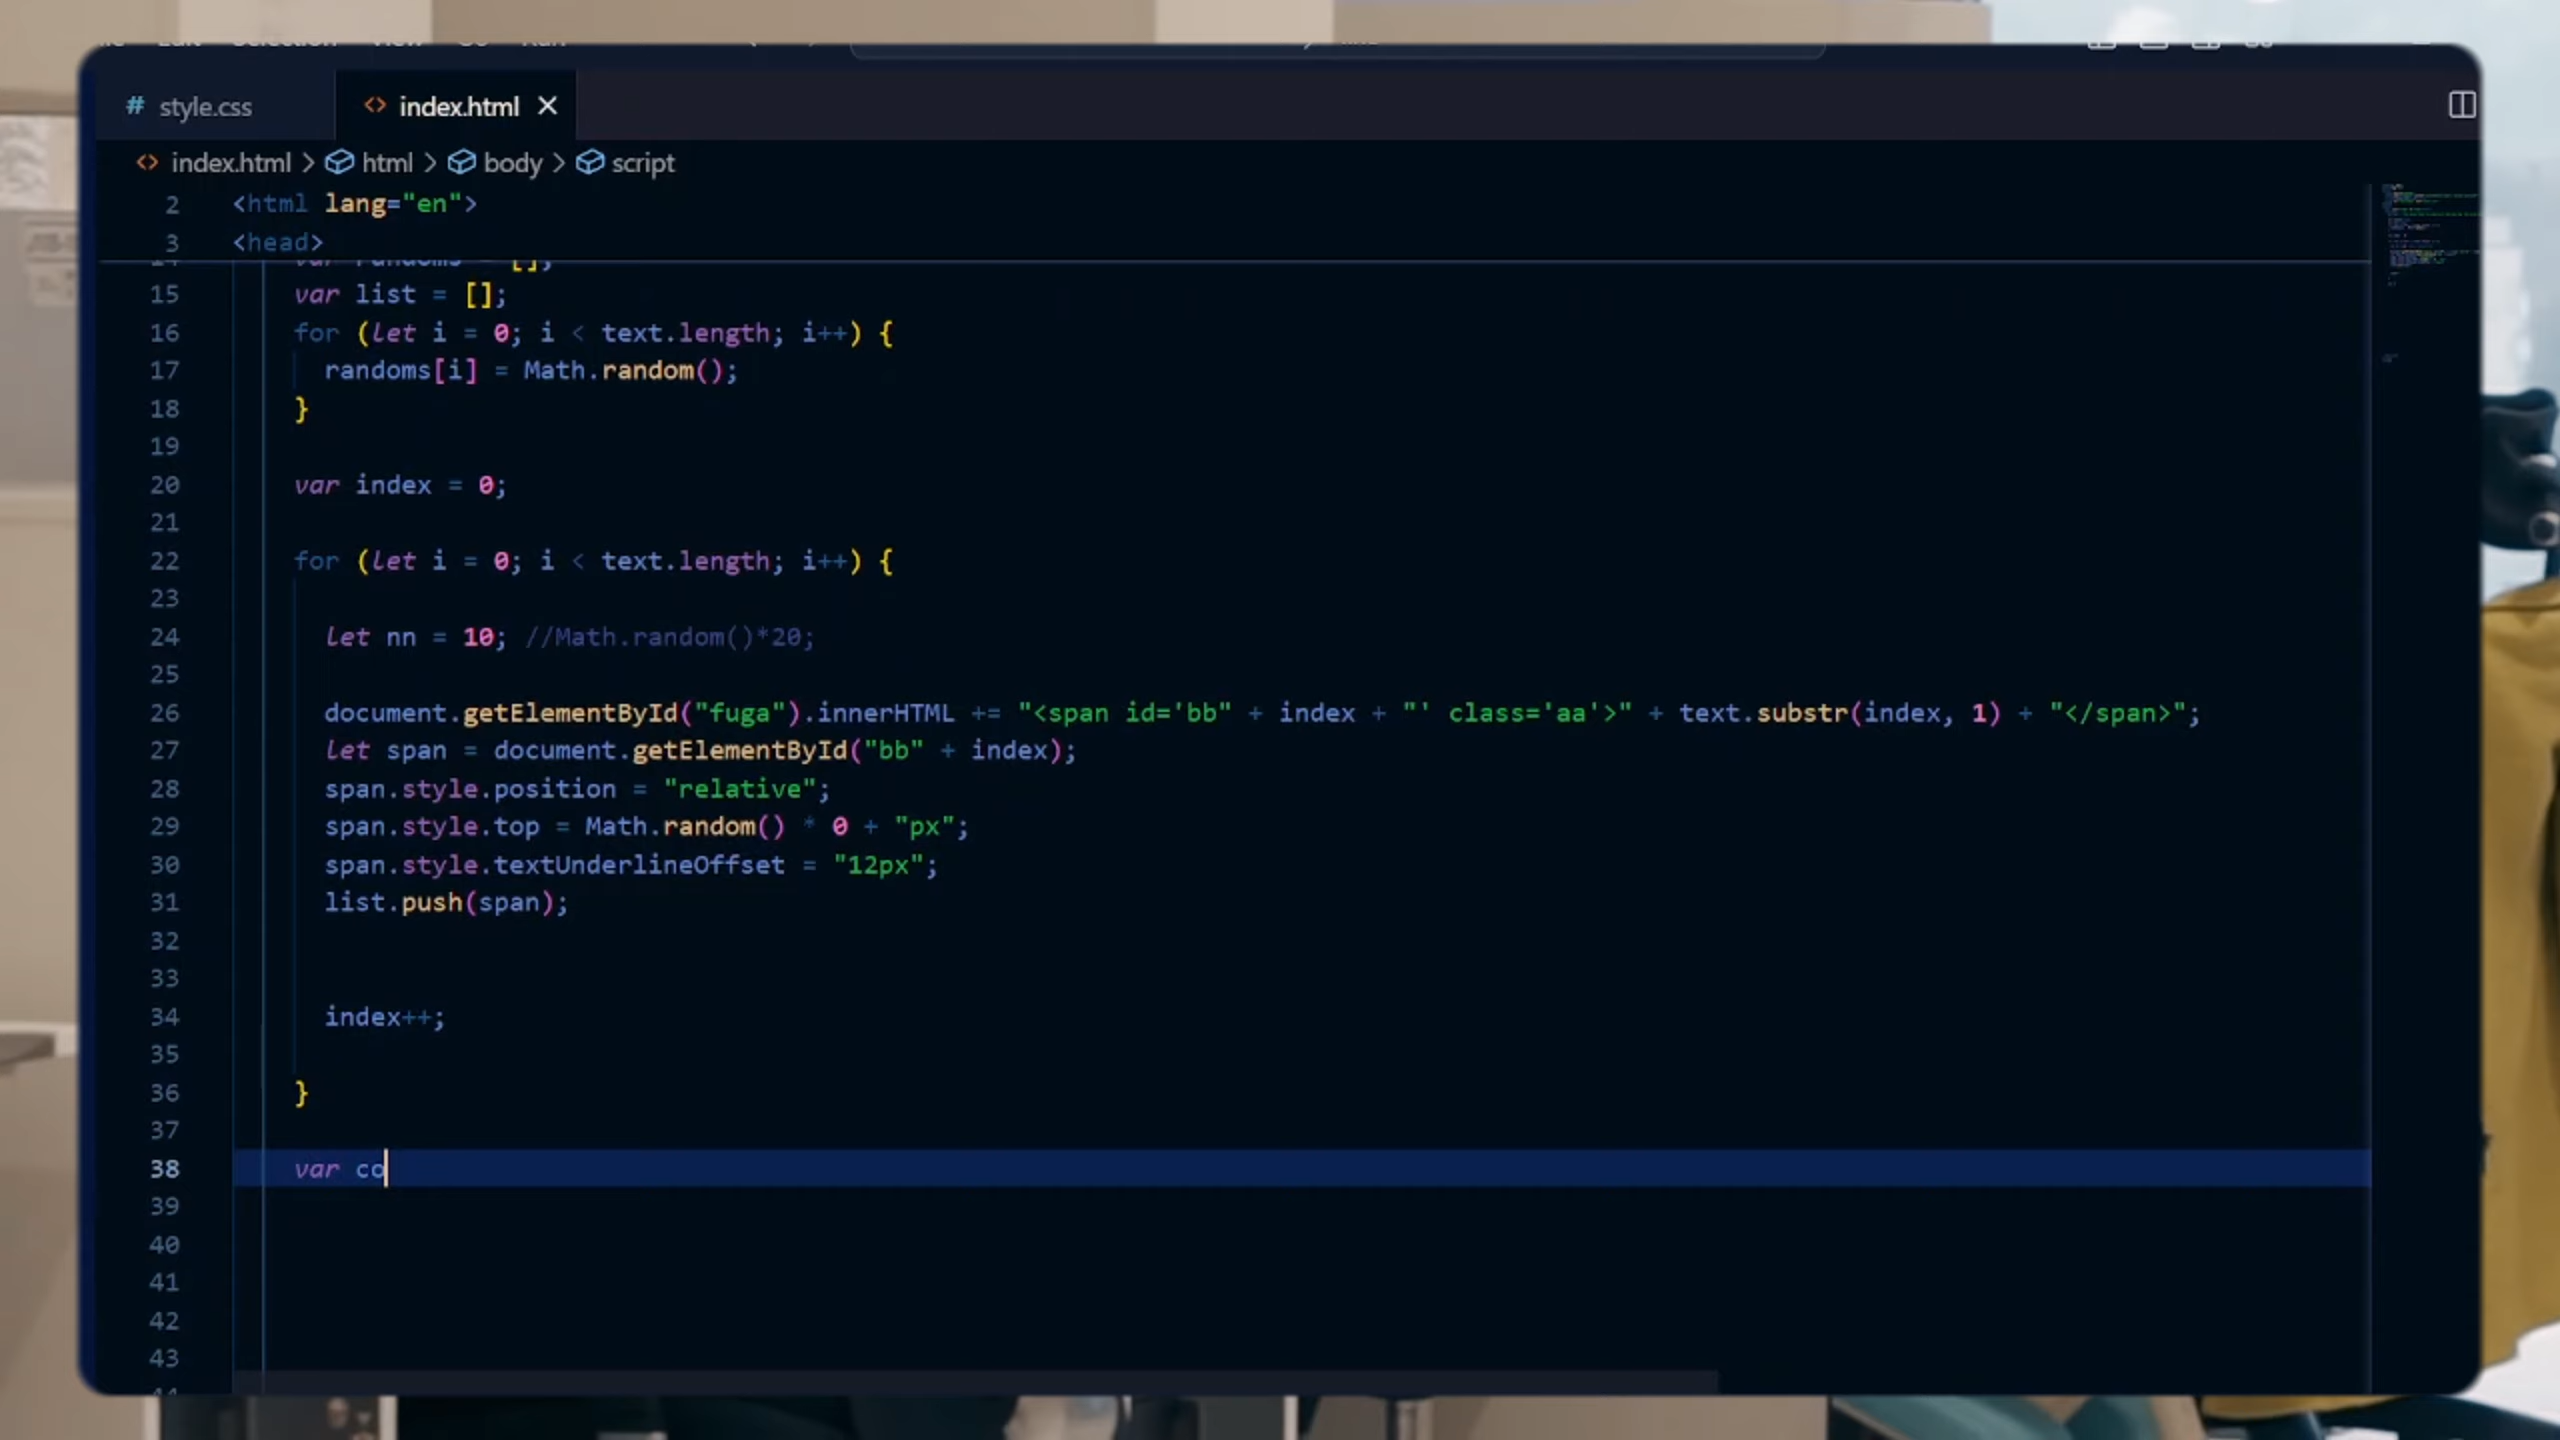 # style.css
<> index.html ×
<> index.html > html > body > script
2 <html lang="en">
3 <head>
15 var list = [];
16 for (let i = 0; i < text.length; i++) {
17 randoms[i] = Math.random();
18 }
19
20 var index = 0;
21
22 for (let i = 0; i < text.length; i++) {
23
24 let nn = 10; //Math.random()*20;
25
26 document.getElementById("fuga").innerHTML += "<span id='bb" + index + "' class='aa'>" + text.substr(index, 1) + "</span>";
27 let span = document.getElementById("bb" + index);
28 span.style.position = "relative";
29 span.style.top = Math.random() * 0 + "px";
30 span.style.textUnderlineOffset = "12px";
31 list.push(span);
32
33
34 index++;
35
36 }
37
38 var co
39
40
41
42
43